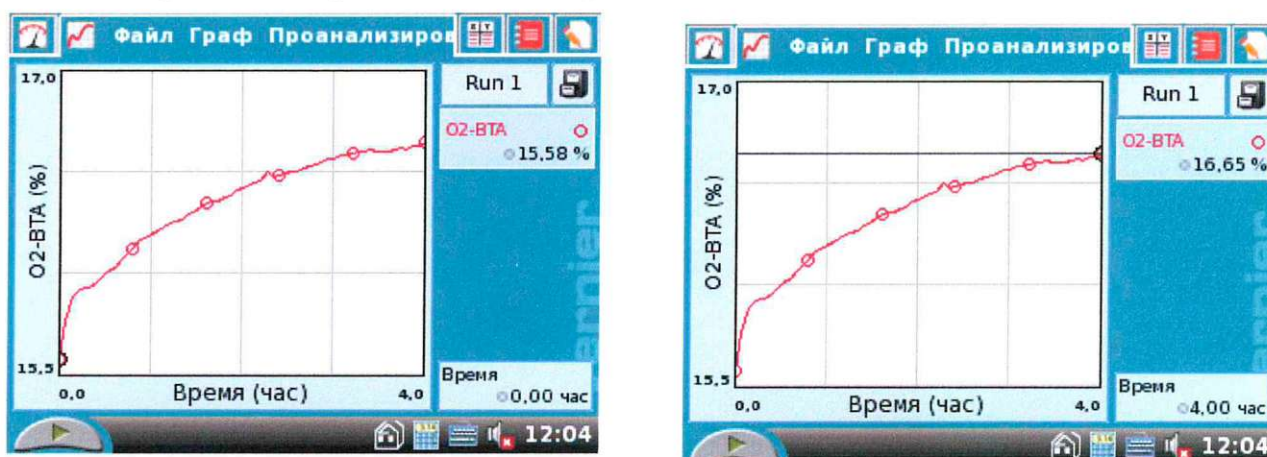 Файл Граф Проанализиров
17,0
O2-BTA (%)
15,5
0,0
Время (час)
4,0
Run 1
O2-BTA
15,58 %
Время
0,00 час
12:04
Файл Граф Проанализиров
17,0
O2-BTA (%)
15,5
0,0
Время (час)
4,0
Run 1
O2-BTA
16,65 %
Время
4,00 час
12:04